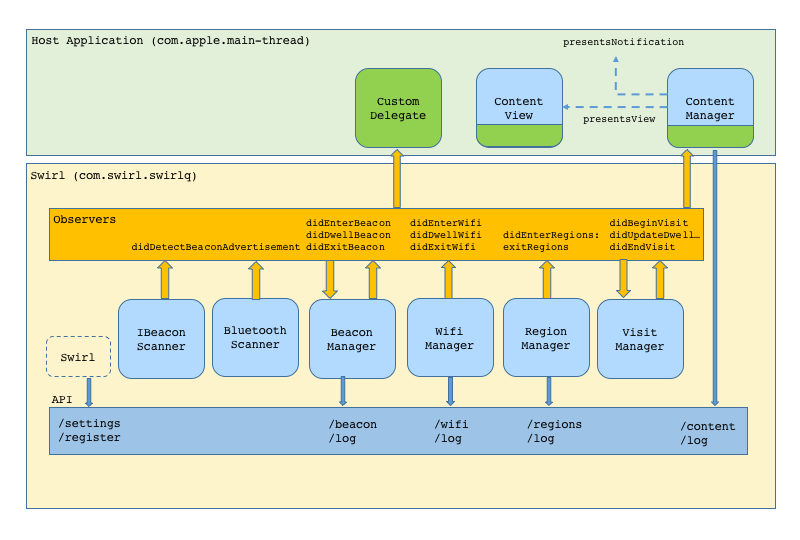 Host Application (com.apple.main-thread)
presentsNotification
Custom
Delegate
Content
View
Content
Manager
presentsView
Swirl (com.swirl.swirlq)
Observers
didDetectBeaconAdvertisement
didEnterBeacon
didDwellBeacon
didExitBeacon
didEnterWifi
didDwellWifi
didExitWifi
didEnterRegions:
exitRegions
didBeginVisit
didUpdateDwell…
didEndVisit
IBeacon
Scanner
Bluetooth
Scanner
Beacon
Manager
Wifi
Manager
Region
Manager
Visit
Manager
Swirl
API
/settings
/register
/beacon
/log
/wifi
/log
/regions
/log
/content
/log